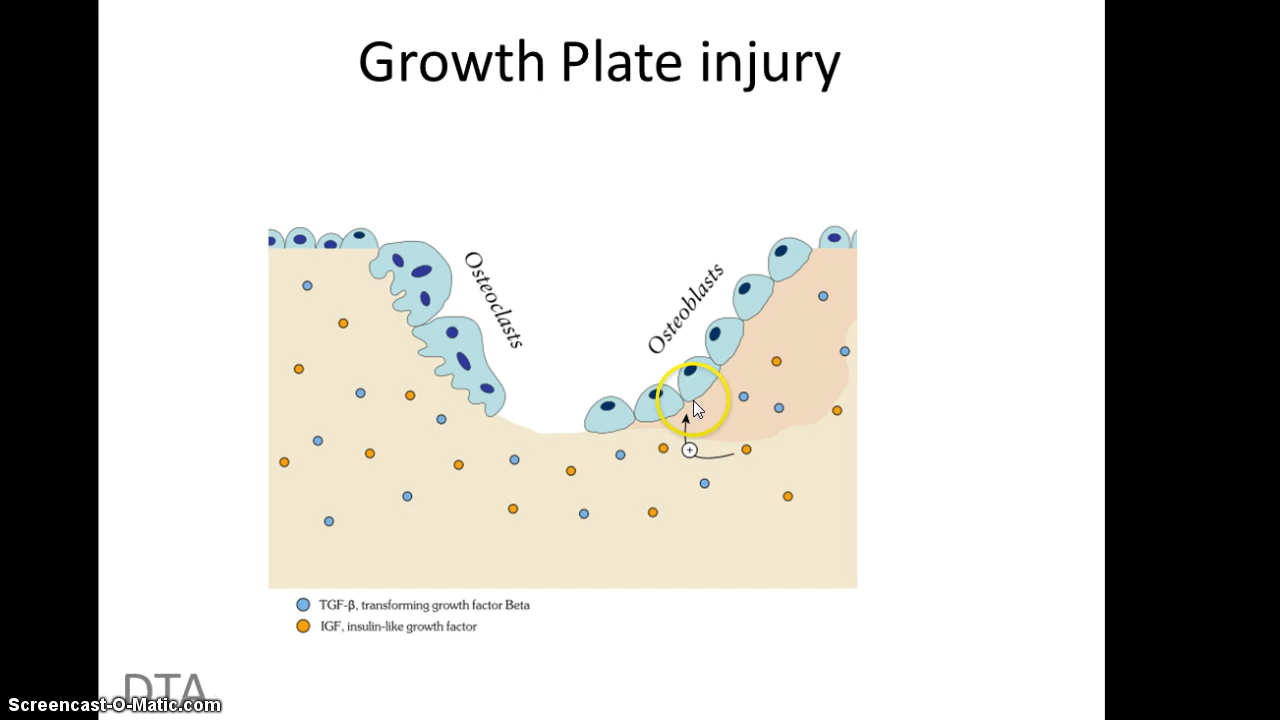 Growth Plate injury
Osteoclasts
Osteoblasts
+
TGF-β, transforming growth factor Beta
IGF, insulin-like growth factor
DTA
Screencast-O-Matic.com